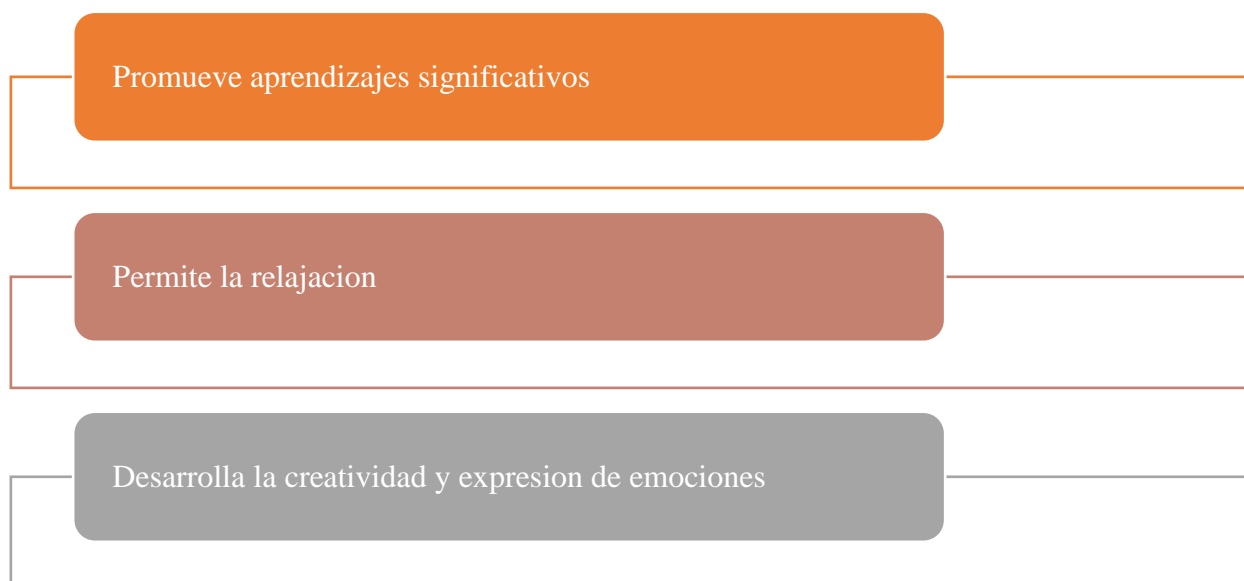 Promueve aprendizajes significativos
Permite la relajacion
Desarrolla la creatividad y expresion de emociones